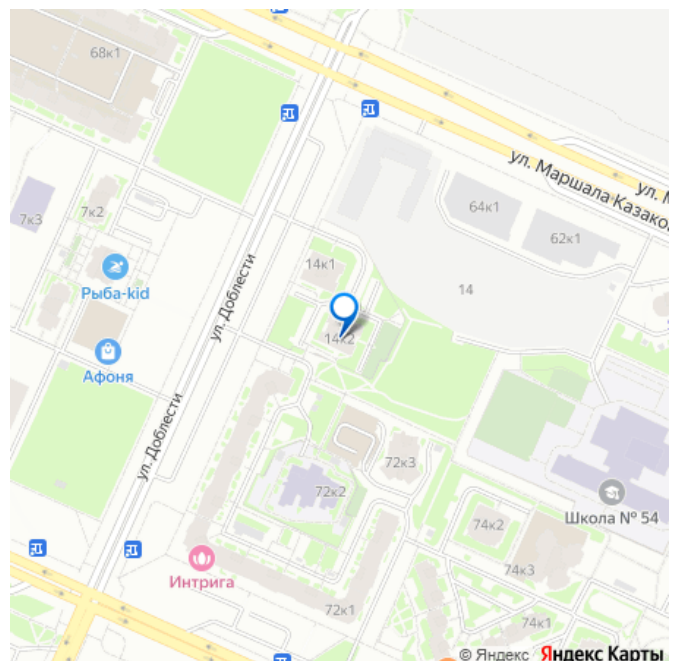 68к1
ул. Маршала Казако
ул. М
7к3
7к2
64к1
62к1
Рыба-kid
ул. Доблести
14к1
14
14к2
Афоня
ул. Доблести
72к3
72к2
Школа № 54
74к2
Интрига
74к3
72к1
74к1
© Яндекс Яндекс Карты